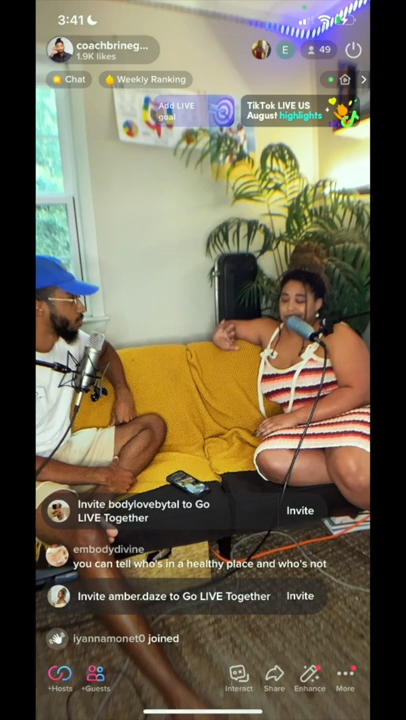 3:41
coachbrineg...
1.9K likes
E
49
Chat
Weekly Ranking
Add LIVE
goal
TikTok LIVE US
August highlights
Invite bodylovebytal to Go
LIVE Together
Invite
embodydivine
you can tell who's in a healthy place and who's not
Invite amber.daze to Go LIVE Together
Invite
iyannamonet0 joined
+Hosts
+Guests
Interact
Share
Enhance
More